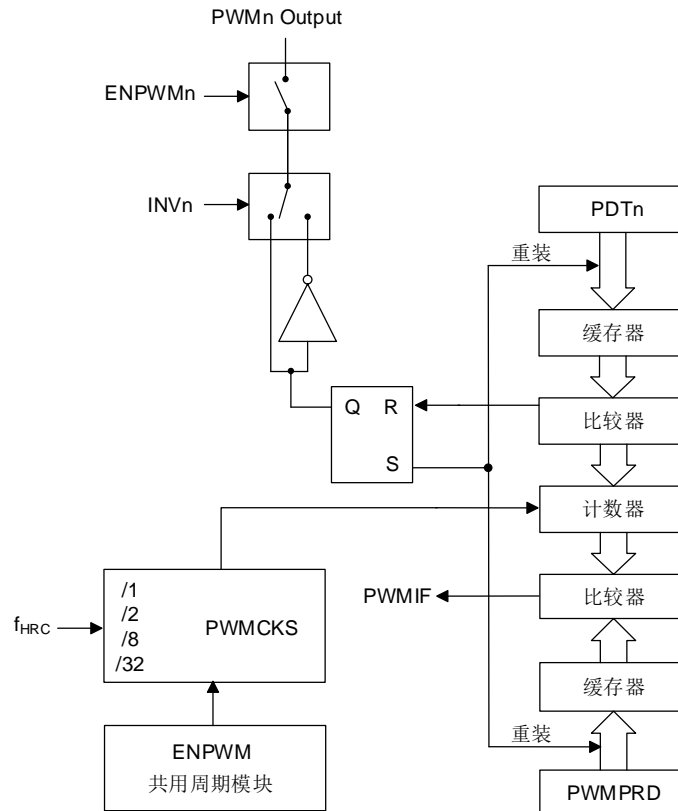 PWMn Output
ENPWMn
INVn
PDTn
重装
缓存器
Q R
比较器
S
计数器
/1
/2
/8
/32
fHRC
PWMCKS
PWMIF
比较器
缓存器
ENPWM
共用周期模块
重装
PWMPRD